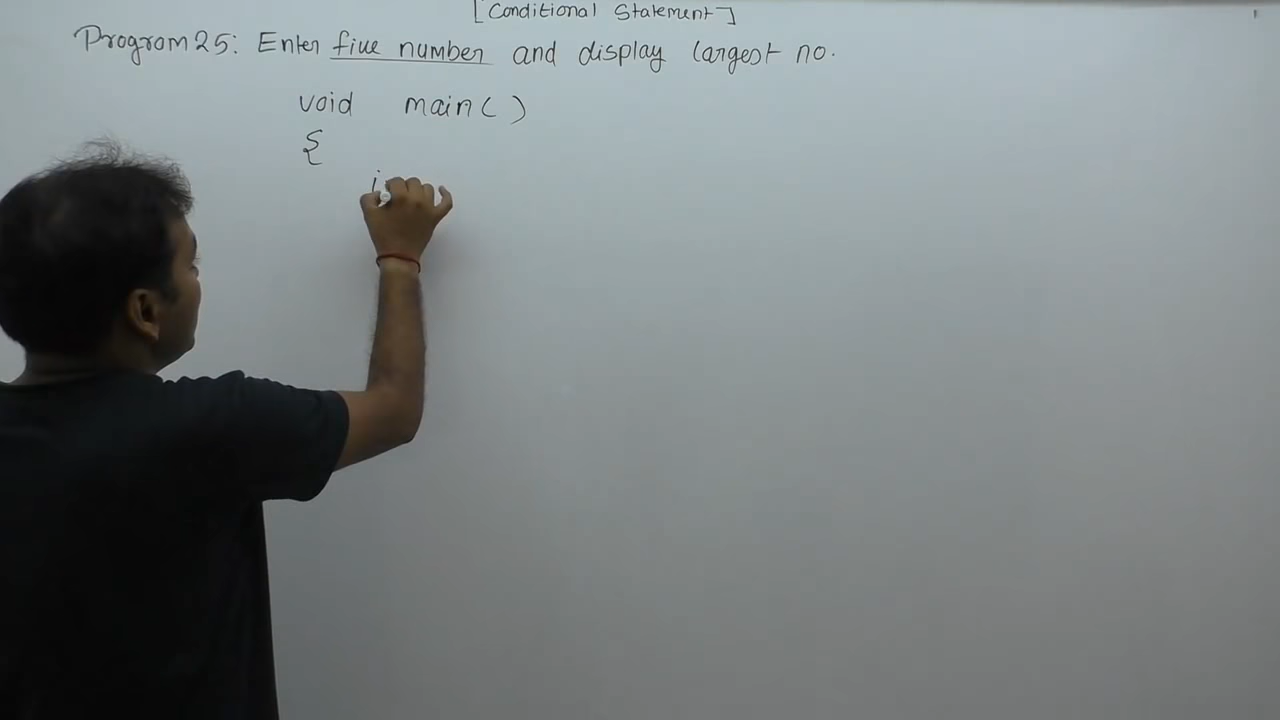 [Conditional Statement]
Program 25: Enter five number and display largest no.
void main( )
{
i